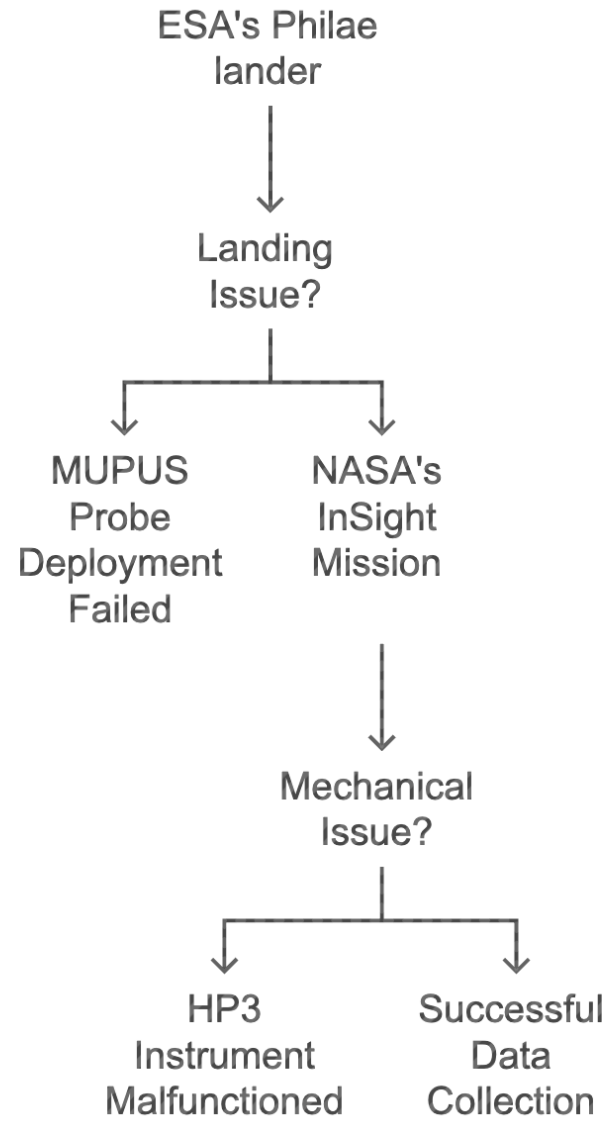 ESA's Philae
lander
Landing
Issue?
MUPUS
Probe
Deployment
Failed
NASA's
InSight
Mission
Mechanical
Issue?
HP3
Instrument
Malfunctioned
Successful
Data
Collection